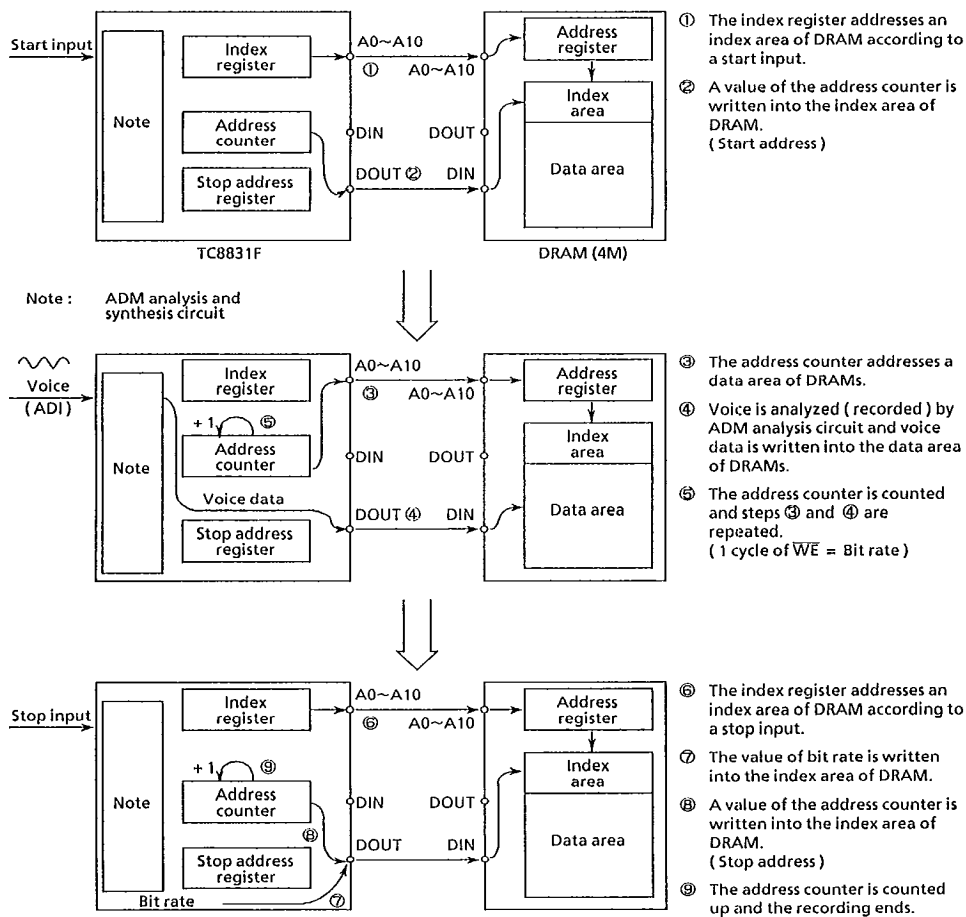 Start input
Note
Index
register
Address
counter
Stop address
register
TC8831F
A0~A10
①
A0~A10
DIN
DOUT
DOUT ②
DIN
Address
register
Index
area
Data area
DRAM (4M)
① The index register addresses an
index area of DRAM according to
a start input.
② A value of the address counter is
written into the index area of
DRAM.
( Start address )
Note : ADM analysis and
synthesis circuit
Voice
( ADI )
Note
Index
register
+ 1 ⑤
Address
counter
Voice data
Stop address
register
A0~A10
③
A0~A10
DIN
DOUT
DOUT ④
DIN
Address
register
Index
area
Data area
③ The address counter addresses a
data area of DRAMs.
④ Voice is analyzed ( recorded ) by
ADM analysis circuit and voice
data is written into the data area
of DRAMs.
⑤ The address counter is counted
and steps ③ and ④ are
repeated.
( 1 cycle of W̅E̅ = Bit rate )
Stop input
Note
Index
register
+ 1 ⑨
Address
counter
⑧
Stop address
register
Bit rate
⑦
A0~A10
⑥
A0~A10
DIN
DOUT
DOUT
DIN
Address
register
Index
area
Data area
⑥ The index register addresses an
index area of DRAM according to
a stop input.
⑦ The value of bit rate is written
into the index area of DRAM.
⑧ A value of the address counter is
written into the index area of
DRAM.
( Stop address )
⑨ The address counter is counted
up and the recording ends.